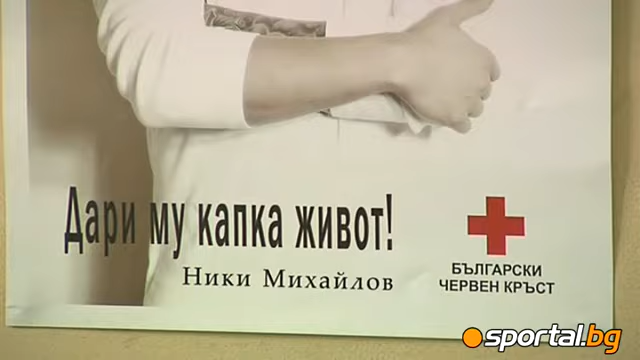 Дари му капка живот!
Ники Михайлов
БЪЛГАРСКИ
ЧЕРВЕН КРЪСТ
sportal.bg